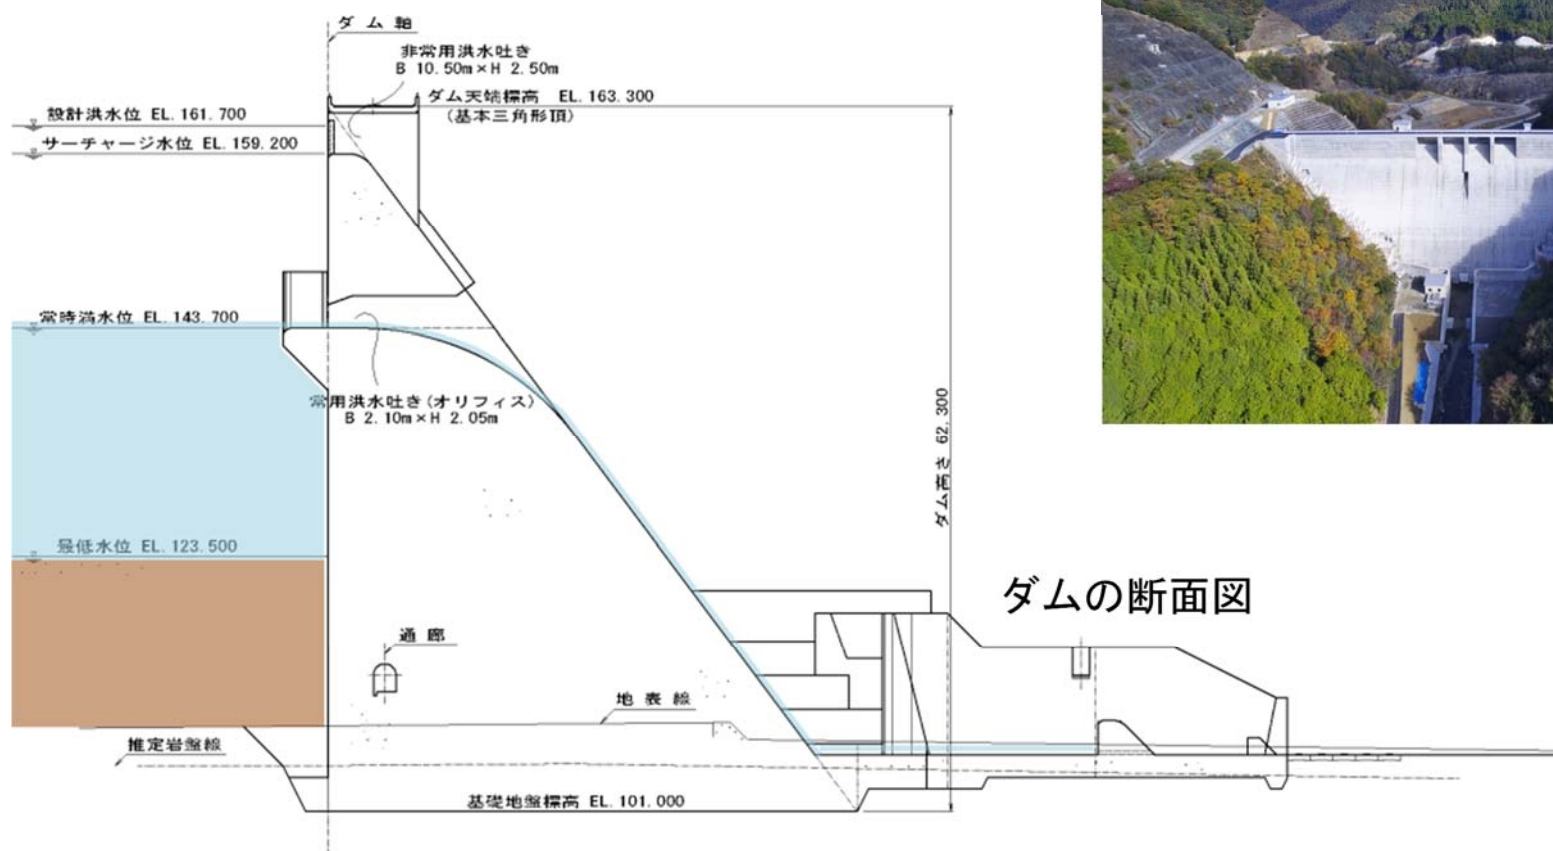 ダム軸
非常用洪水吐き
B 10.50m×H 2.50m
ダム天端標高 EL.163.300
(基本三角形頂)
設計洪水位 EL.161.700
サーチャージ水位 EL.159.200
常時満水位 EL.143.700
常用洪水吐き(オリフィス)
B 2.10m×H 2.05m
ダム高さ 62.300
最低水位 EL.123.500
ダムの断面図
通廊
地表線
推定岩盤線
基礎地盤標高 EL.101.000